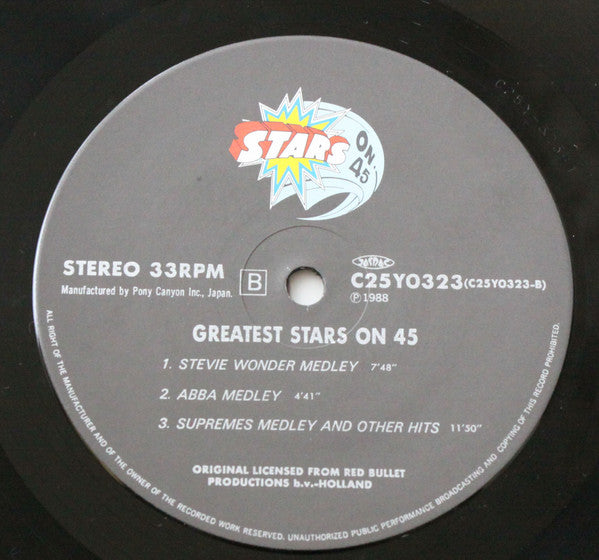 STARS
ON
45
STEREO 33RPM
B
C25Y0323(C25Y0323-B)
Manufactured by Pony Canyon Inc., Japan.
℗ 1988
GREATEST STARS ON 45
1. STEVIE WONDER MEDLEY 7'48"
2. ABBA MEDLEY 4'41"
3. SUPREMES MEDLEY AND OTHER HITS 11'50"
ORIGINAL LICENSED FROM RED BULLET
PRODUCTIONS b.v.-HOLLAND
ALL RIGHT OF THE MANUFACTURER AND OF THE OWNER OF THE RECORDED WORK RESERVED. UNAUTHORIZED PUBLIC PERFORMANCE BROADCASTING AND COPYING OF THIS RECORD PROHIBITED.